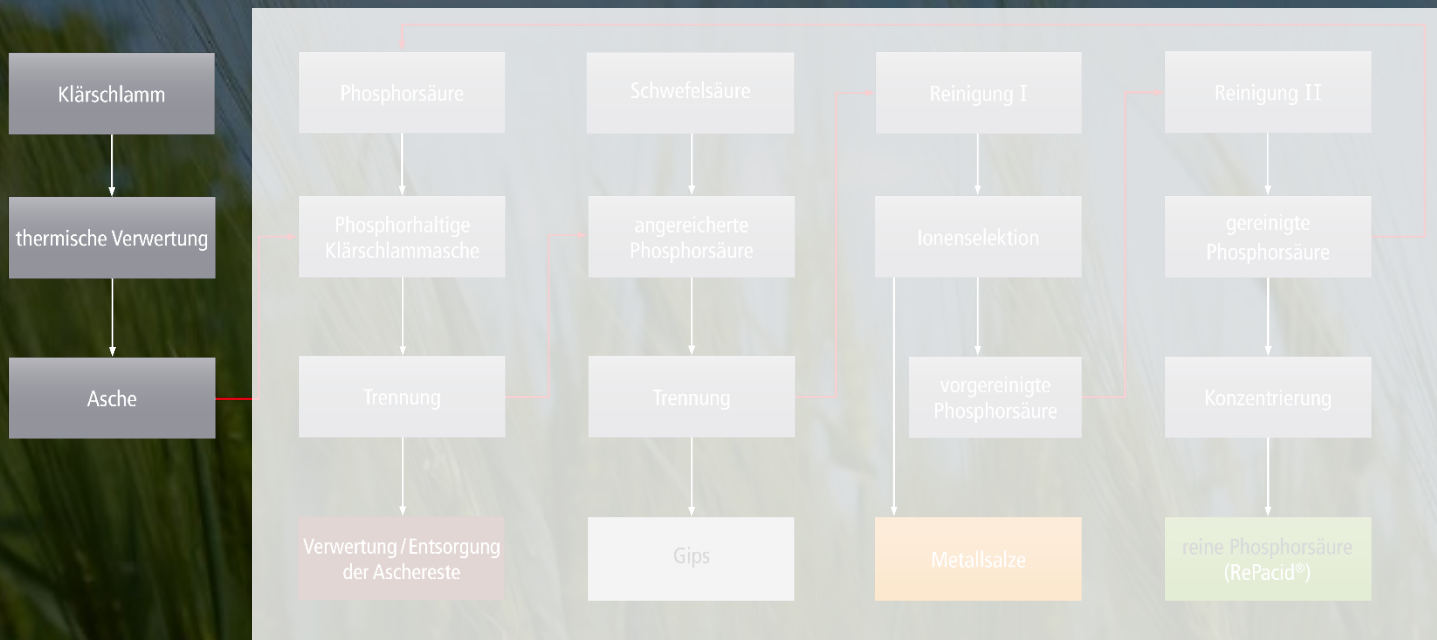 Klärschlamm
thermische Verwertung
Asche
Phosphorsäure
Phosphorhaltige
Klärschlammasche
Trennung
Verwertung / Entsorgung
der Aschereste
Schwefelsäure
angereicherte
Phosphorsäure
Trennung
Gips
Reinigung I
Ionenselektion
vorgereinigte
Phosphorsäure
Metallsalze
Reinigung II
gereinigte
Phosphorsäure
Konzentrierung
reine Phosphorsäure
(RePacid®)